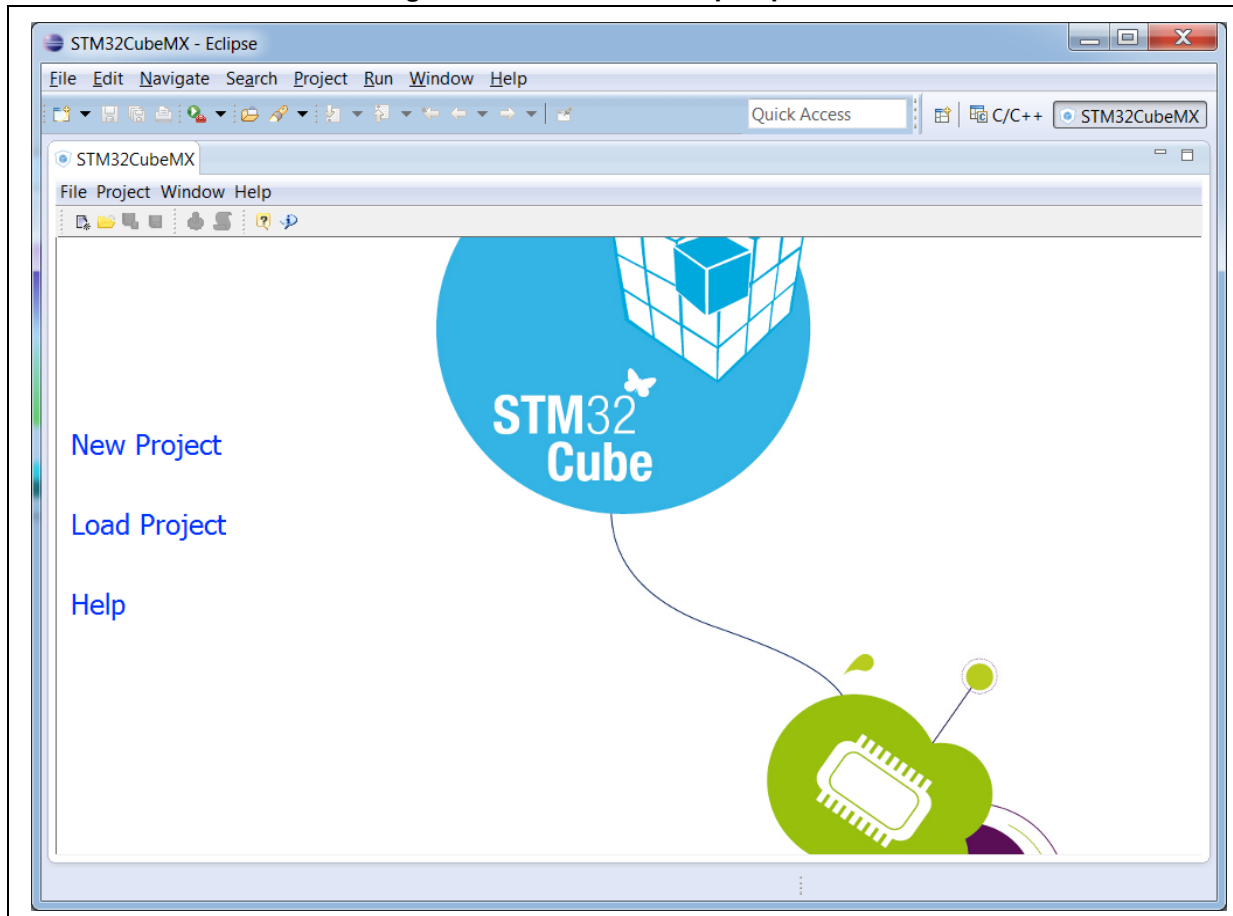 STM32CubeMX - Eclipse
File Edit Navigate Search Project Run Window Help
Quick Access
C/C++
STM32CubeMX
STM32CubeMX
File Project Window Help
STM32
Cube
New Project
Load Project
Help